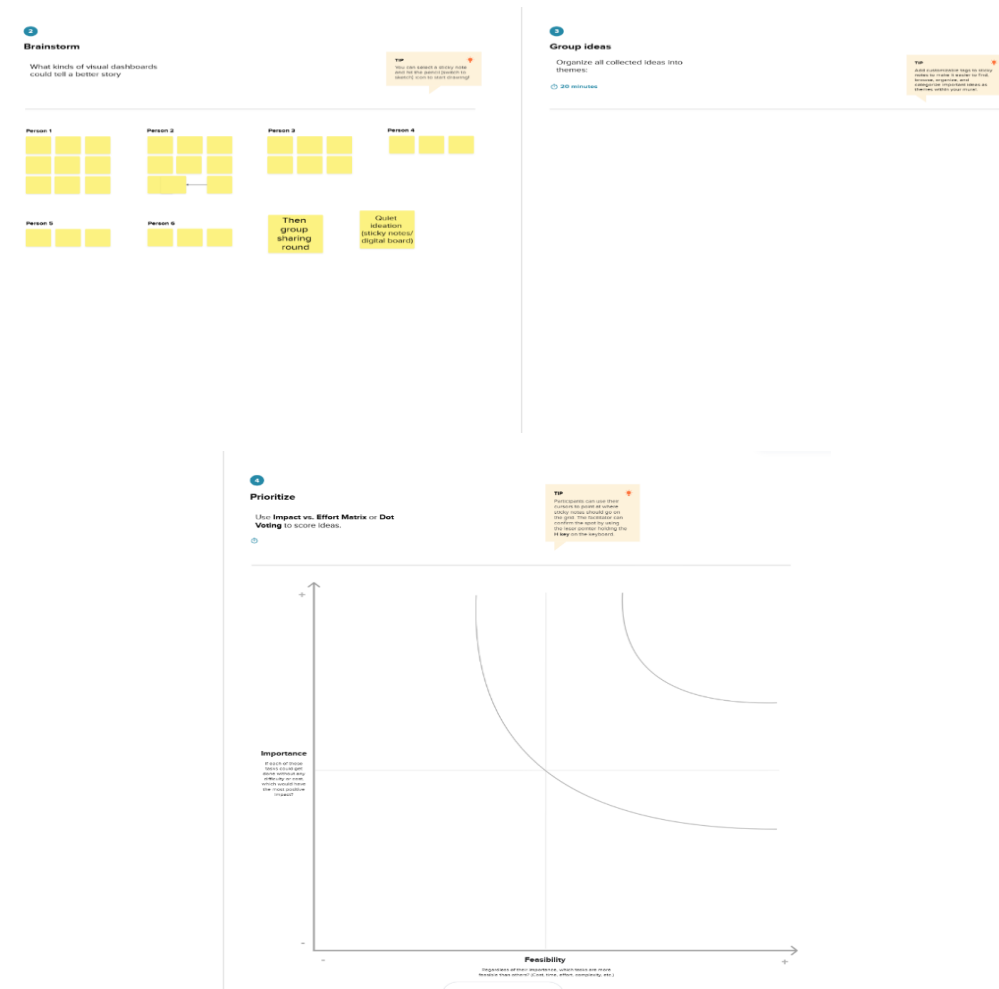 2
Brainstorm
What kinds of visual dashboards
could tell a better story
TIP
You can select a sticky note
and hit the pencil [switch to
sketch] icon to start drawing!
Person 1
Person 2
Person 3
Person 4
Person 5
Person 6
Then
group
sharing
round
Quiet
ideation
(sticky notes/
digital board)
3
Group ideas
Organize all collected ideas into
themes:
20 minutes
TIP
Add customizable tags to sticky
notes to make it easier to find,
browse, organize, and
categorize important ideas as
themes within your mural.
4
Prioritize
Use Impact vs. Effort Matrix or Dot
Voting to score ideas.
TIP
Participants can use their
cursors to point at where
sticky notes should go on
the grid. The facilitator can
confirm the spot by using
the laser pointer holding the
H key on the keyboard.
+
Importance
If each of these
tasks could get
done without any
difficulty or cost,
which would have
the most positive
impact?
-
-
Feasibility
+
Regardless of their importance, which tasks are more
feasible than others? (Cost, time, effort, complexity, etc.)